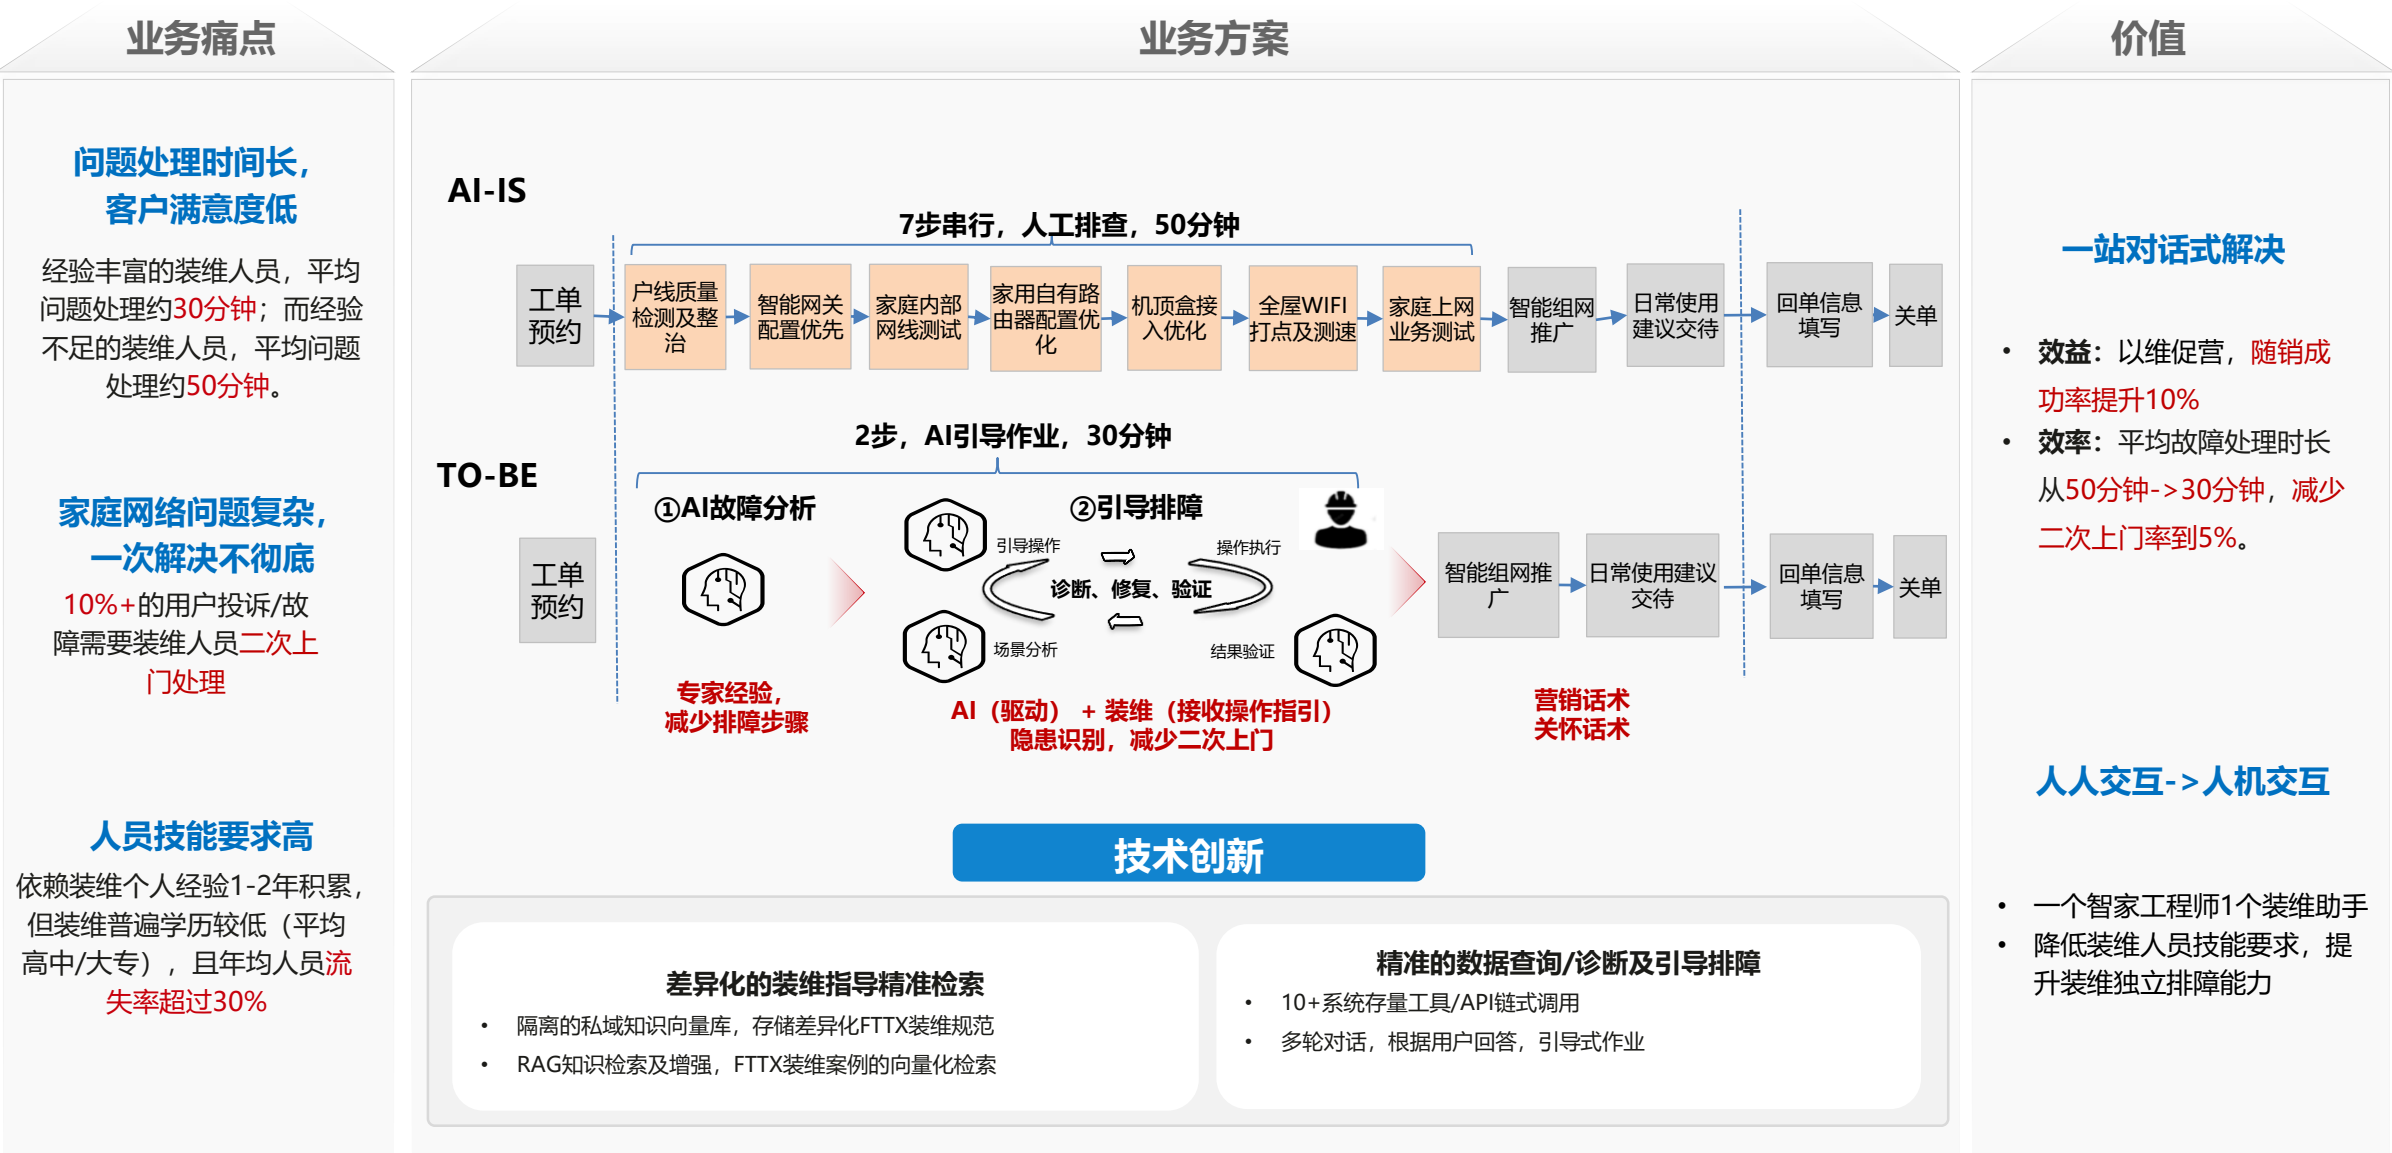 业务痛点
问题处理时间长，
客户满意度低
经验丰富的装维人员，平均
问题处理约30分钟；而经验
不足的装维人员，平均问题
处理约50分钟。
家庭网络问题复杂，
一次解决不彻底
10%+的用户投诉/故
障需要装维人员二次上
门处理
人员技能要求高
依赖装维个人经验1-2年积累，
但装维普遍学历较低（平均
高中/大专），且年均人员流
失率超过30%
业务方案
AI-IS
7步串行，人工排查，50分钟
工单
预约
户线质量
检测及整
治
智能网关
配置优先
家庭内部
网线测试
家用自有路
由器配置优
化
机顶盒接
入优化
全屋WIFI
打点及测速
家庭上网
业务测试
智能组网
推广
日常使用
建议交待
回单信息
填写
关单
2步，AI引导作业，30分钟
TO-BE
工单
预约
①AI故障分析
②引导排障
引导操作
操作执行
诊断、修复、验证
场景分析
结果验证
智能组网推
广
日常使用建议
交待
回单信息
填写
关单
专家经验，
减少排障步骤
AI（驱动）+ 装维（接收操作指引）
隐患识别，减少二次上门
营销话术
关怀话术
技术创新
差异化的装维指导精准检索
• 隔离的私域知识向量库，存储差异化FTTX装维规范
• RAG知识检索及增强，FTTX装维案例的向量化检索
精准的数据查询/诊断及引导排障
• 10+系统存量工具/API链式调用
• 多轮对话，根据用户回答，引导式作业
价值
一站对话式解决
• 效益：以维促营，随销成
功率提升10%
• 效率：平均故障处理时长
从50分钟->30分钟，减少
二次上门率到5%。
人人交互->人机交互
• 一个智家工程师1个装维助手
• 降低装维人员技能要求，提
升装维独立排障能力